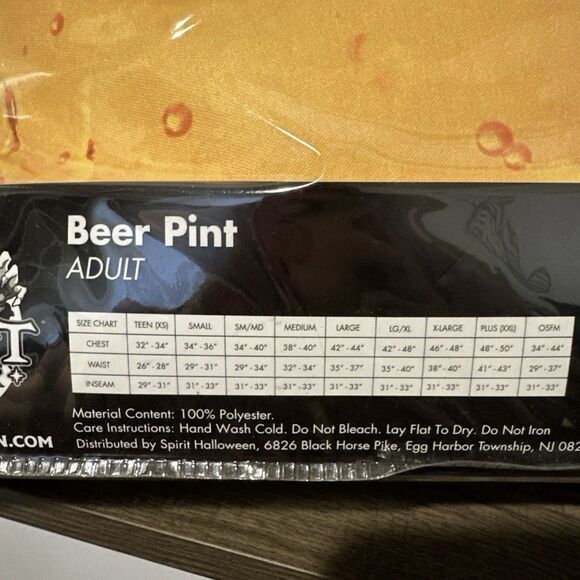 Beer Pint
ADULT
SIZE CHART TEEN (XS) SMALL SM/MD MEDIUM LARGE LG/XL X-LARGE PLUS (XXL) OSFM
CHEST 32" - 34" 34" - 36" 34" - 40" 38" - 40" 42" - 44" 42" - 48" 46" - 48" 48" - 50" 34" - 44"
WAIST 26" - 28" 29" - 31" 29" - 34" 32" - 34" 35" - 37" 35" - 40" 38" - 40" 41" - 43" 29" - 37"
INSEAM 29" - 31" 31" - 33" 31" - 33" 31" - 33" 31" - 33" 31" - 33" 31" - 33" 31" - 33" 31" - 33"
Material Content: 100% Polyester.
Care Instructions: Hand Wash Cold. Do Not Bleach. Lay Flat To Dry. Do Not Iron
N.COM Distributed by Spirit Halloween, 6826 Black Horse Pike, Egg Harbor Township, NJ 082